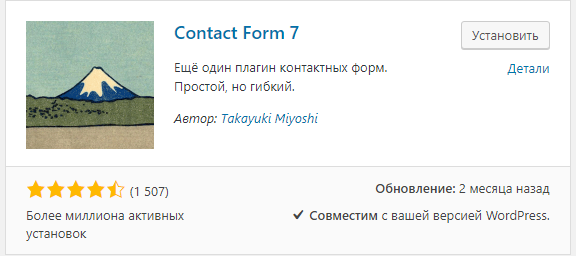 Contact Form 7
Установить
Ещё один плагин контактных форм.
Детали
Простой, но гибкий.
Автор: Takayuki Miyoshi
(1 507)
Обновление: 2 месяца назад
Более миллиона активных
установок
Совместим с вашей версией WordPress.